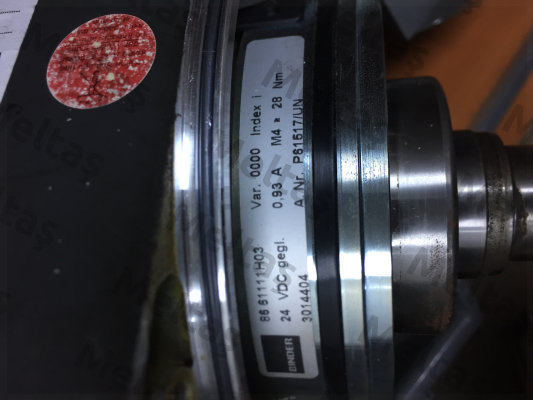 86 61111H03 Var. 0000 Index i
24 VDC gegl. 0,93 A M4 ≥ 28 Nm
3014404 A.Nr. P61517/UN
BINDER